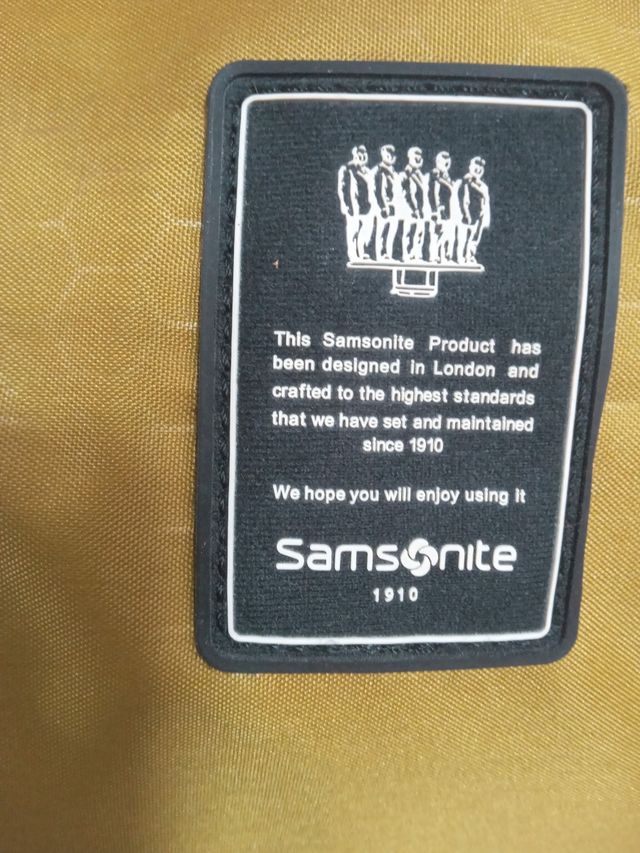 This Samsonite Product has
been designed in London and
crafted to the highest standards
that we have set and maintained
since 1910
We hope you will enjoy using it
Samsonite
1910